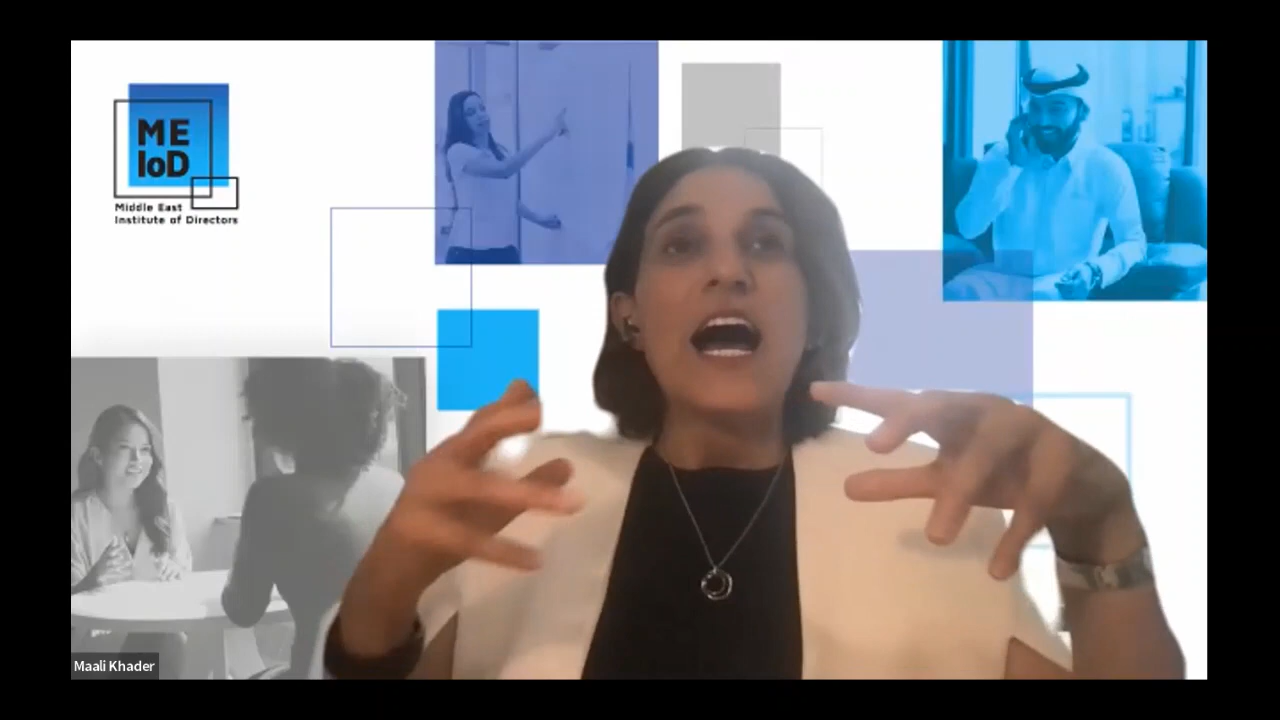 ME
IoD
Middle East
Institute of Directors
Maali Khader